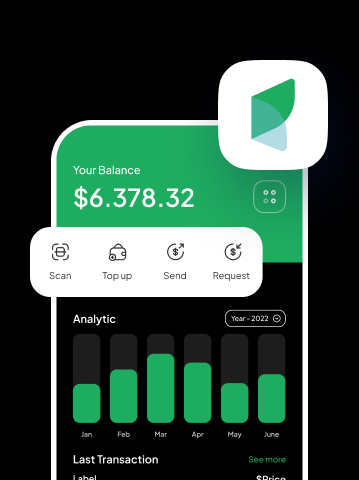 Your Balance
$6.378.32
Scan Top up Send Request
Analytic Year - 2022
Jan Feb Mar Apr May June
Last Transaction See more
Label $Price